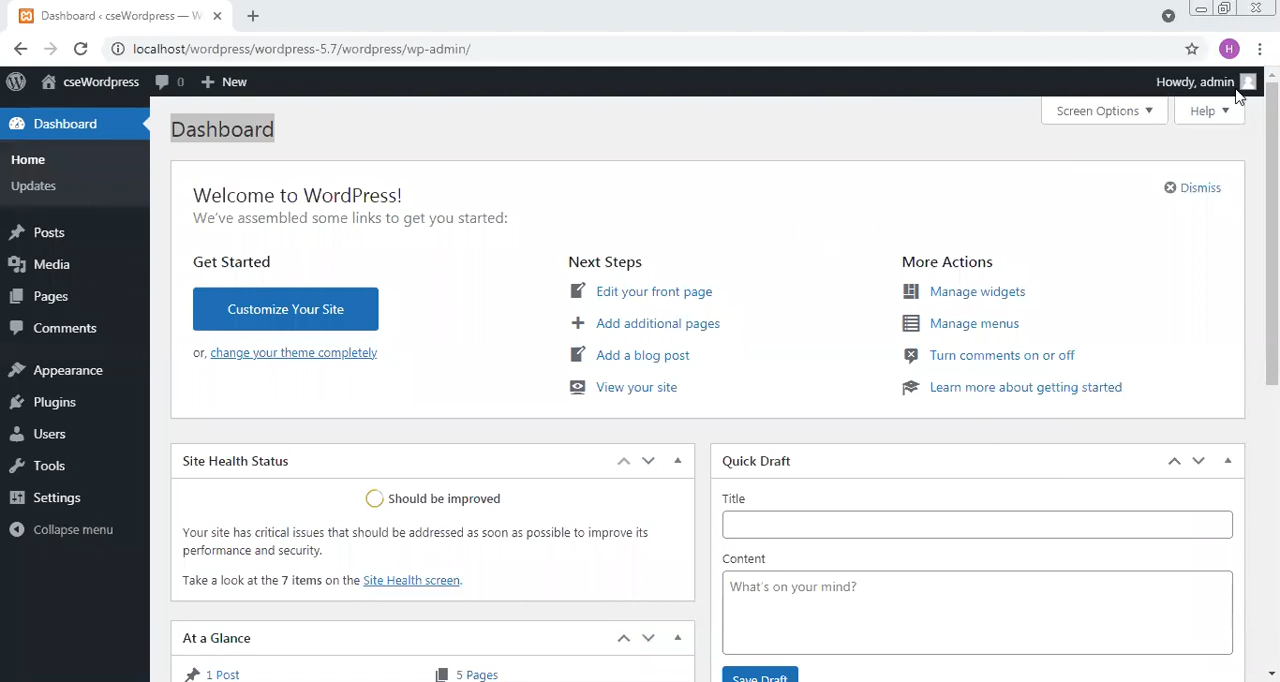 Dashboard ‹ cseWordpress — W
localhost/wordpress/wordpress-5.7/wordpress/wp-admin/
H
cseWordpress 0 New Howdy, admin
Screen Options Help
Dashboard
Home
Updates
Posts
Media
Pages
Comments
Appearance
Plugins
Users
Tools
Settings
Collapse menu
Dashboard
Welcome to WordPress!
We've assembled some links to get you started:
Dismiss
Get Started
Customize Your Site
or, change your theme completely
Next Steps
Edit your front page
Add additional pages
Add a blog post
View your site
More Actions
Manage widgets
Manage menus
Turn comments on or off
Learn more about getting started
Site Health Status
Should be improved
Your site has critical issues that should be addressed as soon as possible to improve its
performance and security.
Take a look at the 7 items on the Site Health screen.
At a Glance
1 Post 5 Pages
Quick Draft
Title
Content
What's on your mind?
Save Draft